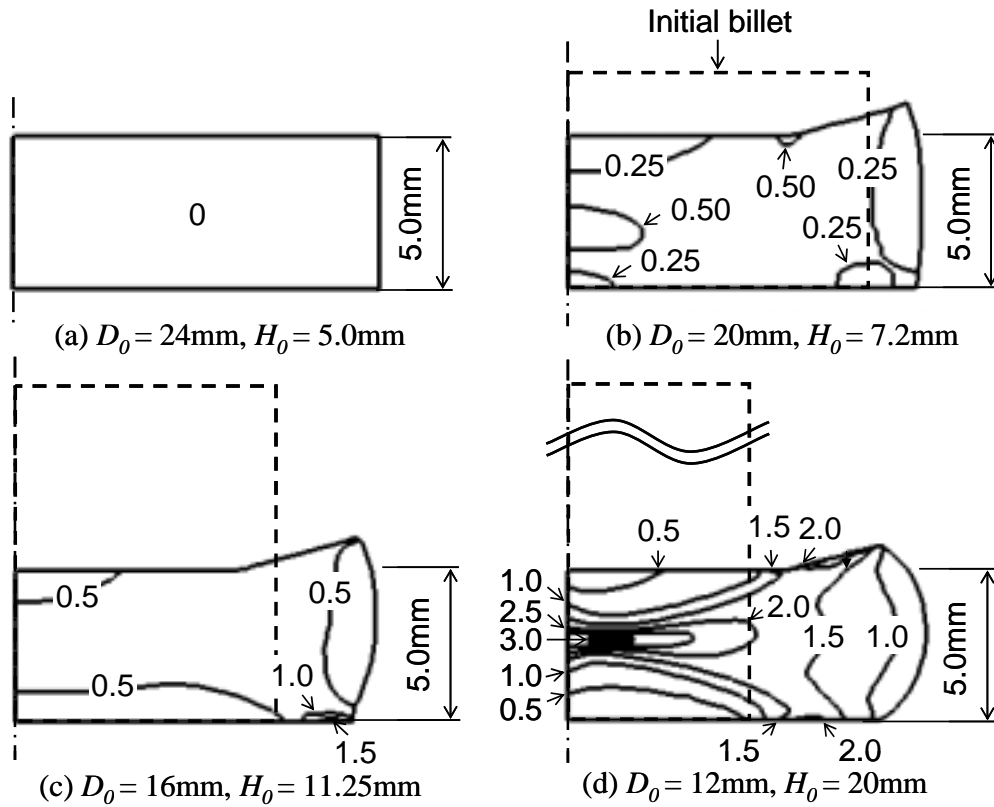 Initial billet
0
5.0mm
(a) D0 = 24mm, H0 = 5.0mm
0.25
0.50
0.25
0.50
0.25
0.25
5.0mm
(b) D0 = 20mm, H0 = 7.2mm
0.5
0.5
0.5
1.0
1.5
5.0mm
(c) D0 = 16mm, H0 = 11.25mm
0.5
1.5
2.0
1.0
2.5
3.0
1.0
0.5
2.0
1.5
1.0
1.5
2.0
5.0mm
(d) D0 = 12mm, H0 = 20mm